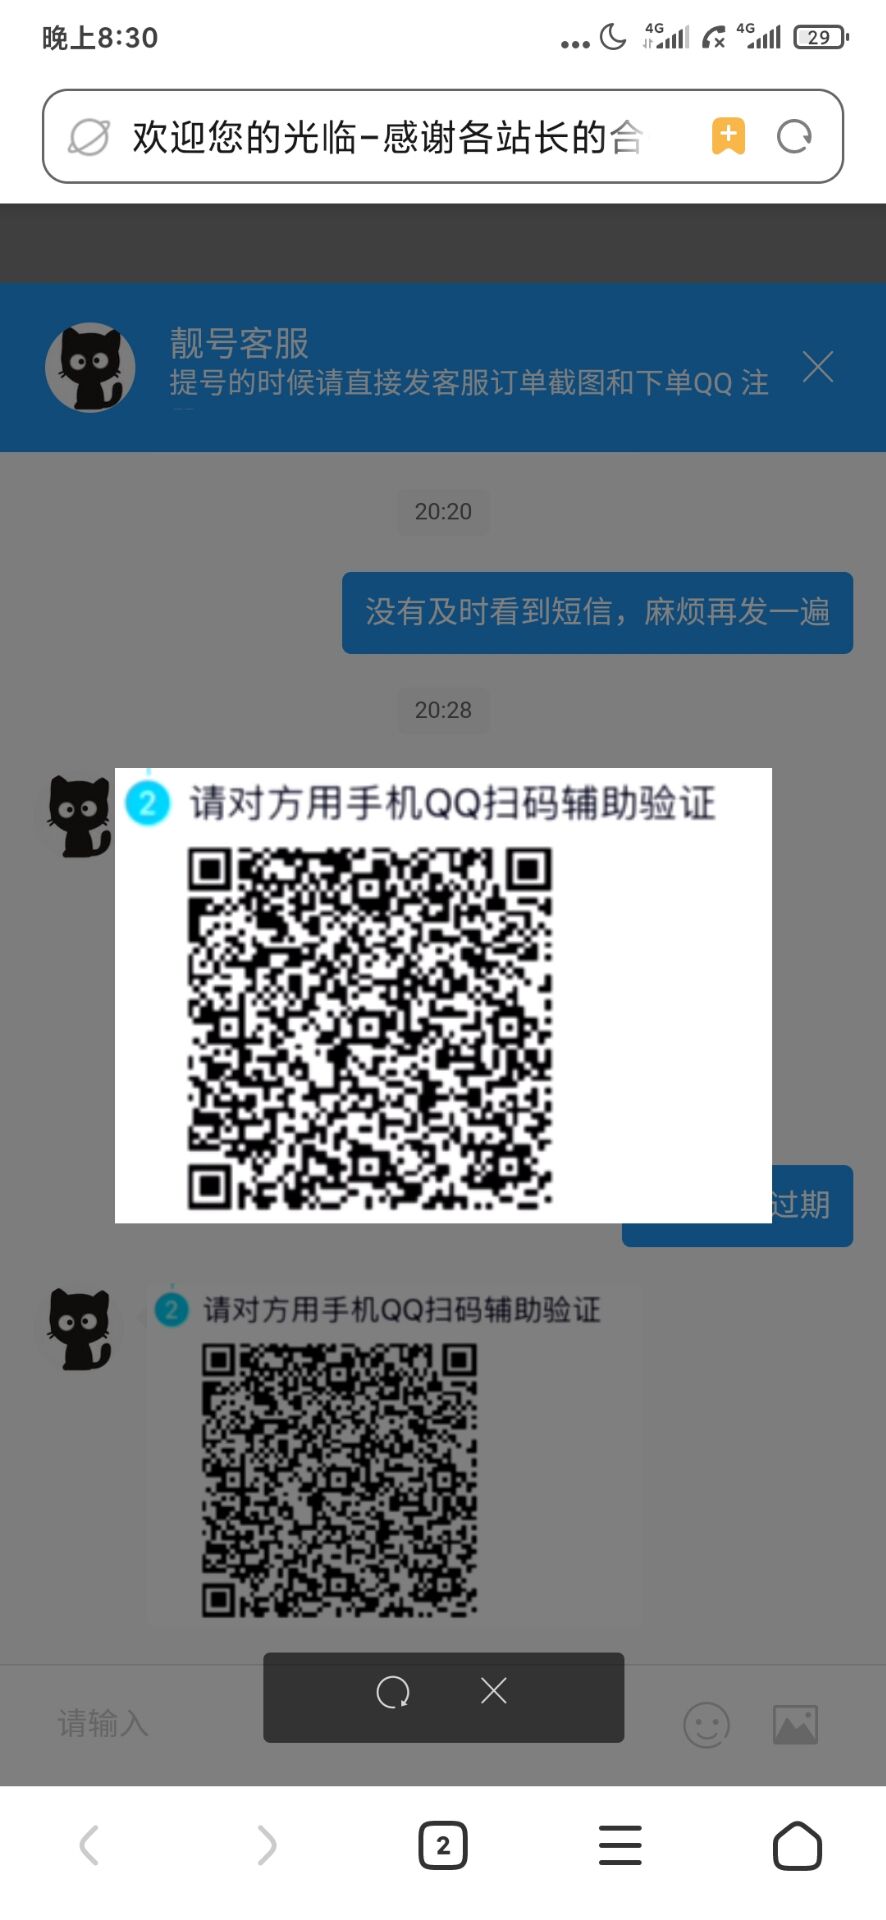 晚上8:30
4G
4G
29
欢迎您的光临-感谢各站长的合
靓号客服
提号的时候请直接发客服订单截图和下单QQ 注
20:20
没有及时看到短信，麻烦再发一遍
20:28
2 请对方用手机QQ扫码辅助验证
过期
2 请对方用手机QQ扫码辅助验证
请输入
2